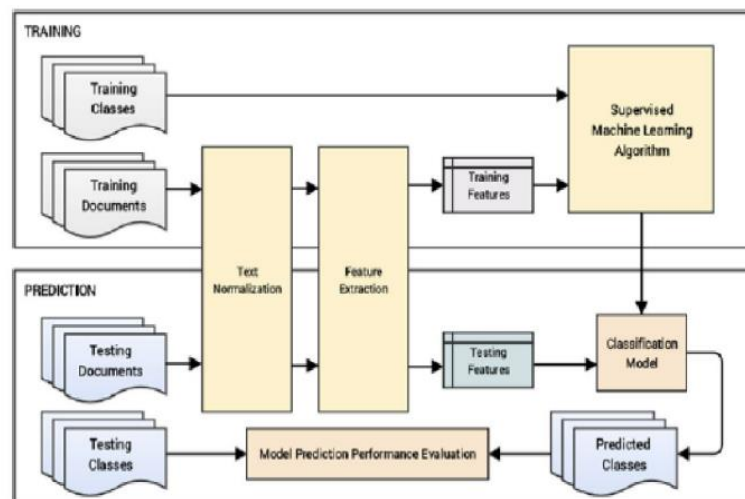 TRAINING
Training
Classes
Supervised
Machine Learning
Algorithm
Training
Documents
Training
Features
Text
Normalization
Feature
Extraction
PREDICTION
Testing
Documents
Testing
Features
Classification
Model
Testing
Classes
Model Prediction Performance Evaluation
Predicted
Classes